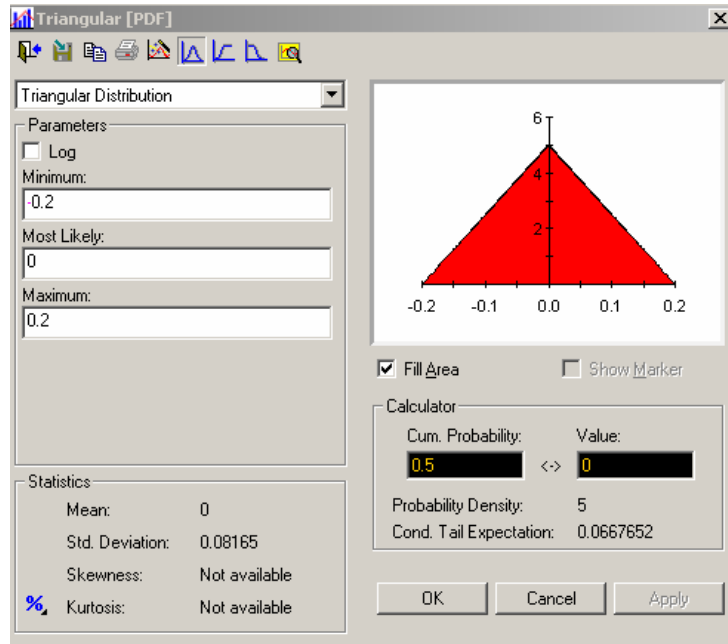 Triangular [PDF]
Triangular Distribution
Parameters
Log
Minimum:
-0.2
Most Likely:
0
Maximum:
0.2
6
4
2
-0.2 -0.1 0.0 0.1 0.2
Fill Area
Show Marker
Calculator
Cum. Probability: Value:
0.5 <-> 0
Probability Density: 5
Cond. Tail Expectation: 0.0667652
Statistics
Mean: 0
Std. Deviation: 0.08165
Skewness: Not available
% Kurtosis: Not available
OK Cancel Apply